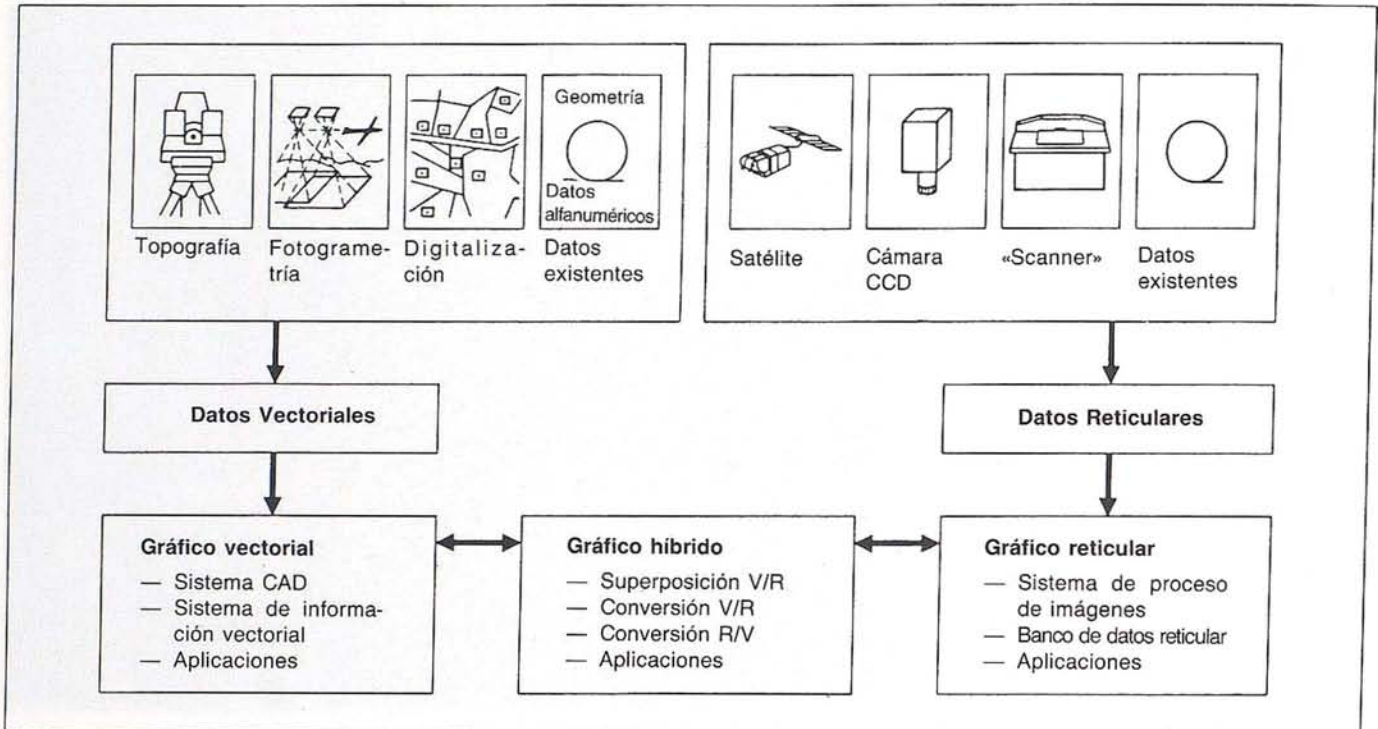 Geometría
Datos
alfanuméricos
Topografía
Fotograme-
tría
Digitaliza-
ción
Datos
existentes
Satélite
Cámara
CCD
«Scanner»
Datos
existentes
Datos Vectoriales
Datos Reticulares
Gráfico vectorial
— Sistema CAD
— Sistema de informa-
ción vectorial
— Aplicaciones
Gráfico híbrido
— Superposición V/R
— Conversión V/R
— Conversión R/V
— Aplicaciones
Gráfico reticular
— Sistema de proceso
de imágenes
— Banco de datos reticular
— Aplicaciones